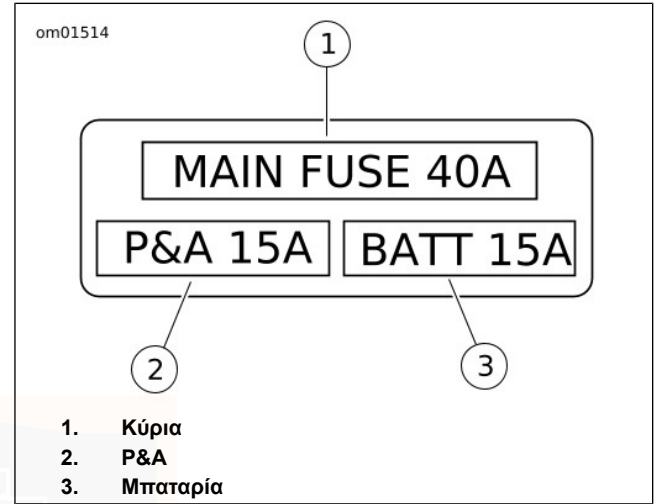 om01514
1
MAIN FUSE 40A
P&A 15A BATT 15A
2 3
1. Κύρια
2. P&A
3. Μπαταρία